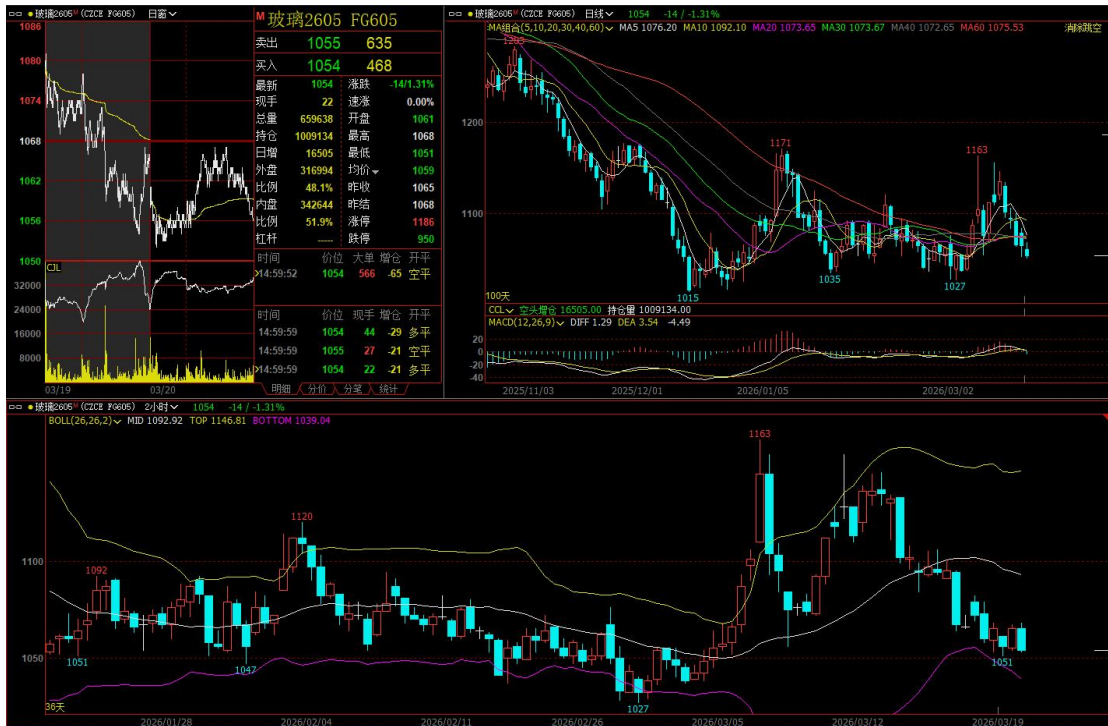 玻璃2605 M (CZCE FG605) 日窗
1086
1080
1074
1068
1062
1056
1050
CJL
32000
24000
16000
8000
03/19 03/20
M 玻璃2605 FG605
卖出 1055 635
买入 1054 468
最新 1054 涨跌 -14/1.31%
现手 22 速涨 0.00%
总量 659638 开盘 1061
持仓 1009134 最高 1068
日增 16505 最低 1051
外盘 316994 均价 1059
比例 48.1% 昨收 1065
内盘 342644 昨结 1068
比例 51.9% 涨停 1186
杠杆 ----- 跌停 950
时间 价位 大单 增仓 开平
14:59:52 1054 566 -65 空平
时间 价位 现手 增仓 开平
14:59:59 1054 44 -29 多平
14:59:59 1055 27 -21 空平
14:59:59 1054 22 -21 多平
明细 分价 分笔 统计
玻璃2605 M (CZCE FG605) 日线 1054 -14 / -1.31%
MA组合(5,10,20,30,40,60) MA5 1076.20 MA10 1092.10 MA20 1073.65 MA30 1073.67 MA40 1072.65 MA60 1075.53 消除跳空
1200
1171
1163
1100
1035
1027
1015
100天
CCL 空头增仓 16505.00 持仓量 1009134.00
MACD(12,26,9) DIFF 1.29 DEA 3.54 -4.49
20
0
-20
-40
2025/11/03 2025/12/01 2026/01/05 2026/03/02
玻璃2605 M (CZCE FG605) 2小时 1054 -14 / -1.31%
BOLL(26,26,2) MID 1092.92 TOP 1146.81 BOTTOM 1039.04
1163
1120
1100
1092
1050
1051
1047
1051
1027
36天
2026/01/28 2026/02/04 2026/02/11 2026/02/26 2026/03/05 2026/03/12 2026/03/19